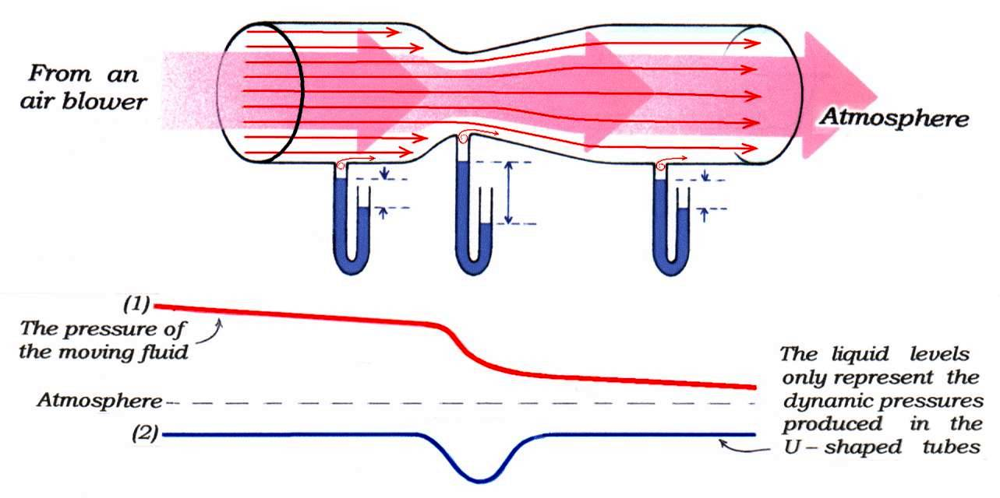 From an
air blower
Atmosphere
(1)
The pressure of
the moving fluid
Atmosphere
(2)
The liquid levels
only represent the
dynamic pressures
produced in the
U – shaped tubes